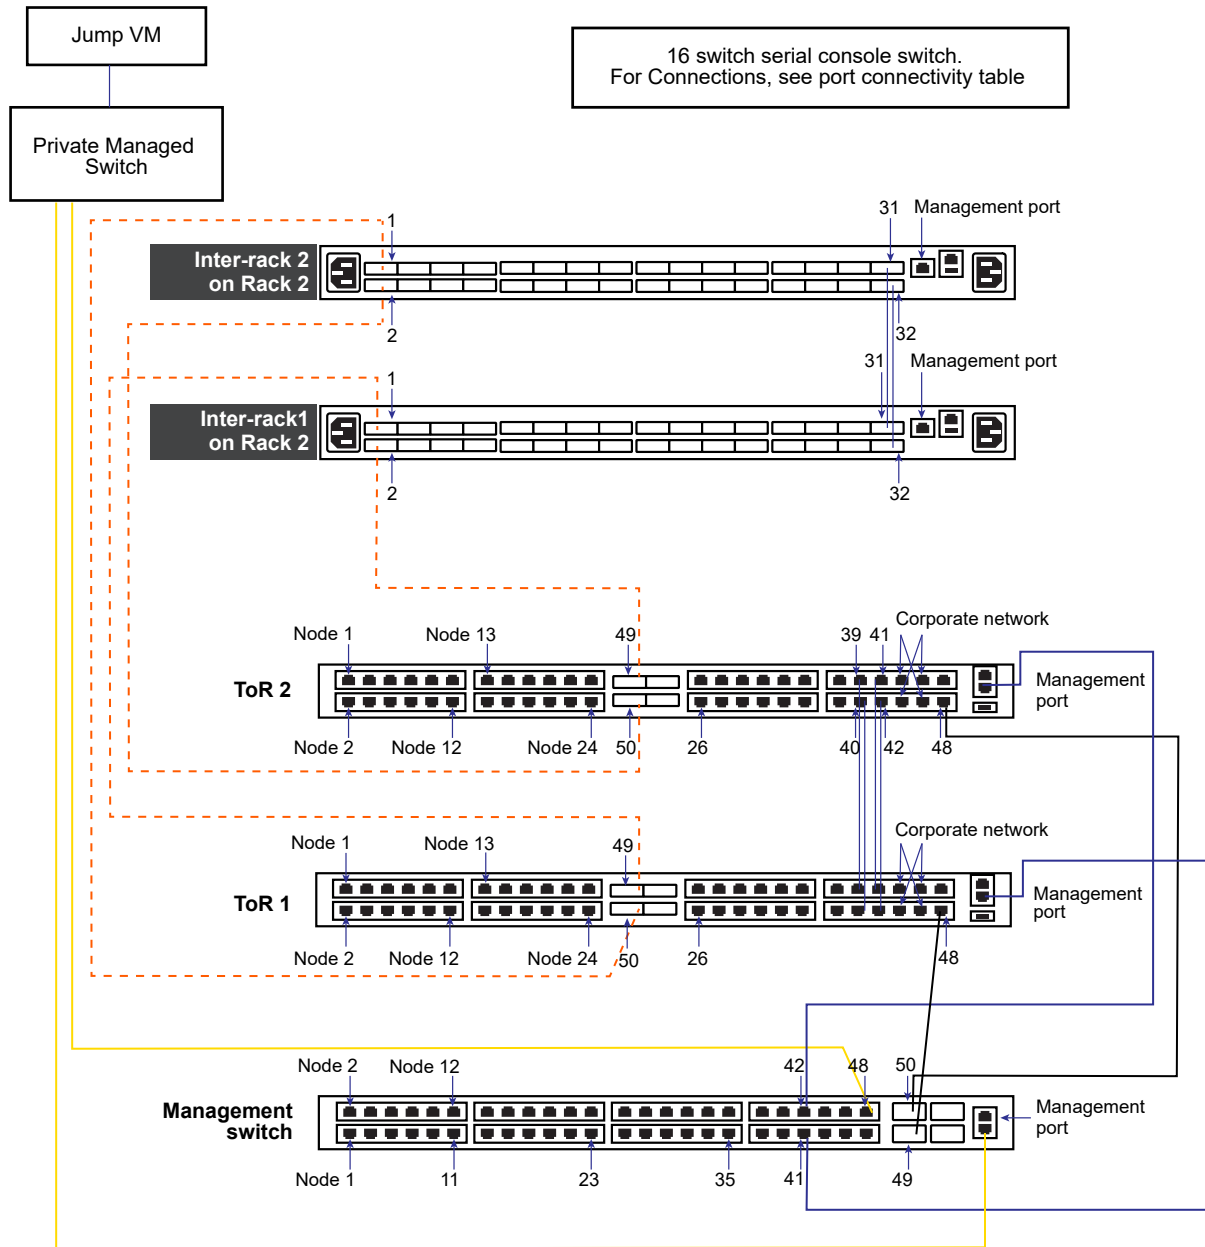 Jump VM
16 switch serial console switch.
For Connections, see port connectivity table
Private Managed
Switch
1
31
Management port
Inter-rack 2
on Rack 2
2
32
1
31
Management port
Inter-rack1
on Rack 2
2
32
Corporate network
Node 1
Node 13
49
39
41
ToR 2
Management
port
Node 2
Node 12
Node 24
50
26
40
42
48
Corporate network
Node 1
Node 13
49
ToR 1
Management
port
Node 2
Node 12
Node 24
50
26
48
Node 2
Node 12
42
48
50
Management
switch
Management
port
Node 1
11
23
35
41
49